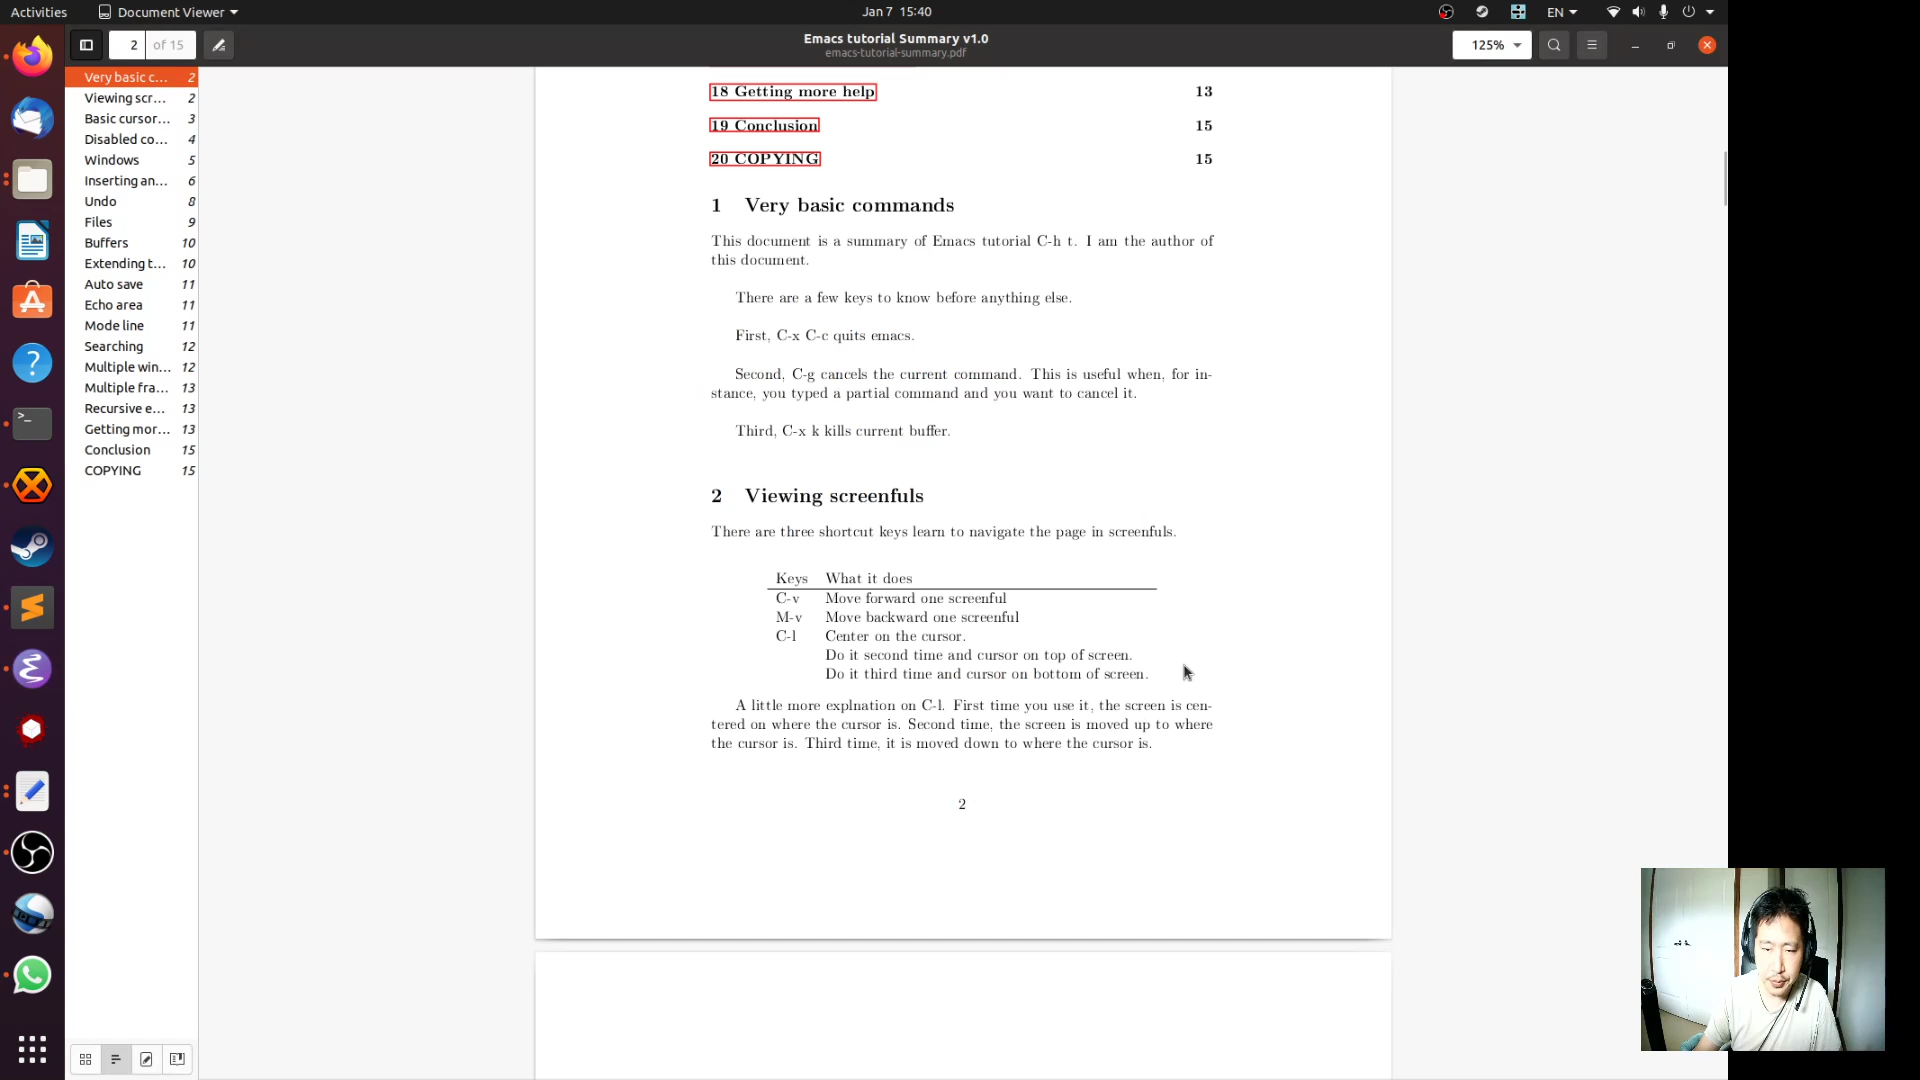 Activities
Document Viewer
Jan 7 15:40
EN
2 of 15
Emacs tutorial Summary v1.0
emacs-tutorial-summary.pdf
125%
Very basic c... 2
Viewing scr... 2
Basic cursor... 3
Disabled co... 4
Windows 5
Inserting an... 6
Undo 8
Files 9
Buffers 10
Extending t... 10
Auto save 11
Echo area 11
Mode line 11
Searching 12
Multiple win... 12
Multiple fra... 13
Recursive e... 13
Getting mor... 13
Conclusion 15
COPYING 15
18 Getting more help 13
19 Conclusion 15
20 COPYING 15
1 Very basic commands
This document is a summary of Emacs tutorial C-h t. I am the author of
this document.
There are a few keys to know before anything else.
First, C-x C-c quits emacs.
Second, C-g cancels the current command. This is useful when, for in-
stance, you typed a partial command and you want to cancel it.
Third, C-x k kills current buffer.
2 Viewing screenfuls
There are three shortcut keys learn to navigate the page in screenfuls.
Keys What it does
C-v Move forward one screenful
M-v Move backward one screenful
C-l Center on the cursor.
Do it second time and cursor on top of screen.
Do it third time and cursor on bottom of screen.
A little more explnation on C-l. First time you use it, the screen is cen-
tered on where the cursor is. Second time, the screen is moved up to where
the cursor is. Third time, it is moved down to where the cursor is.
2